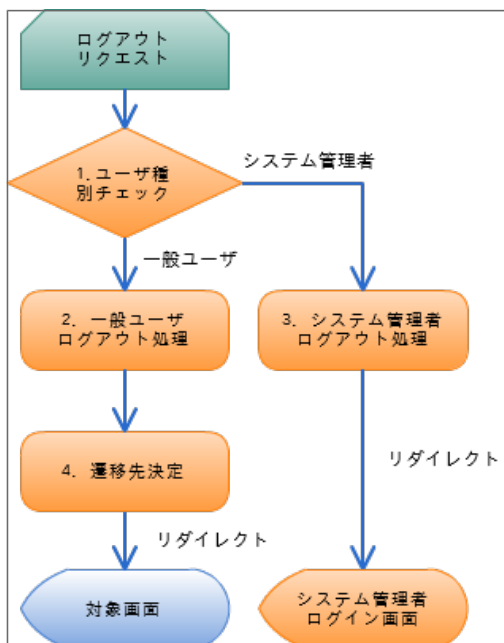 ログアウト
リクエスト
1.ユーザ種
別チェック
システム管理者
一般ユーザ
2. 一般ユーザ
ログアウト処理
3. システム管理者
ログアウト処理
4. 遷移先決定
リダイレクト
リダイレクト
対象画面
システム管理者
ログイン画面